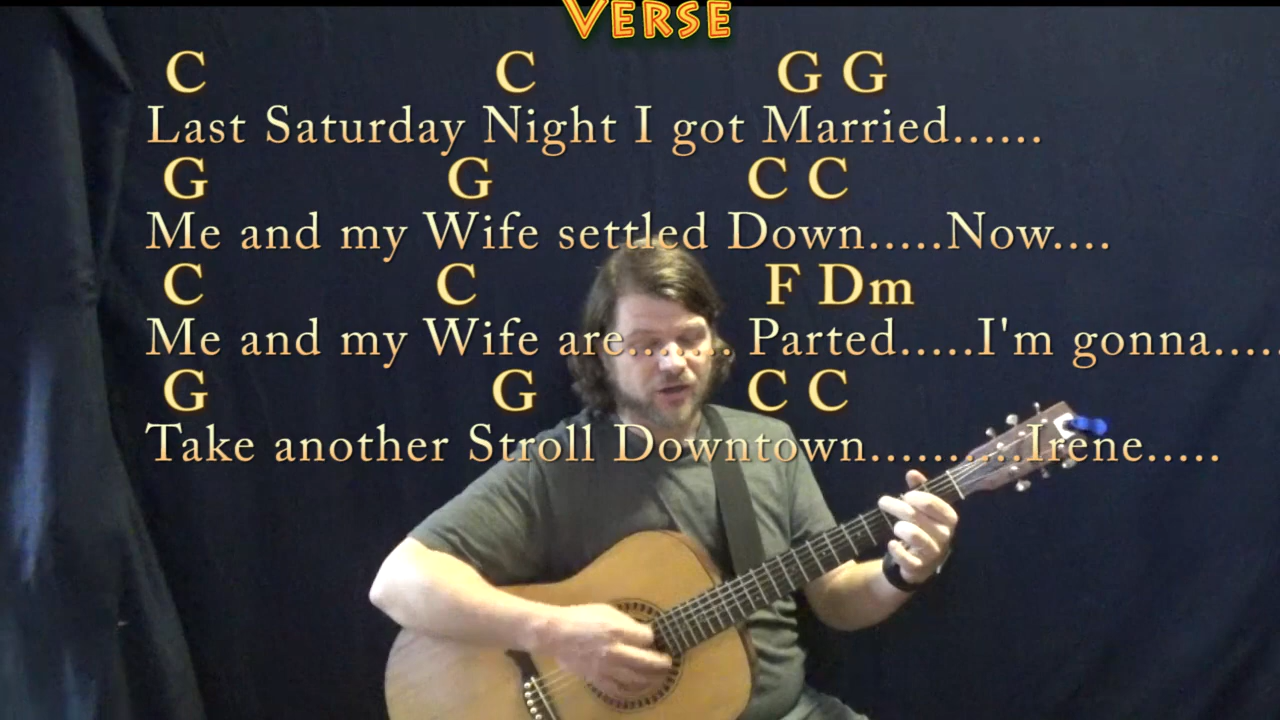 VERSE
C C G G
Last Saturday Night I got Married......
G G C C
Me and my Wife settled Down.....Now....
C C F Dm
Me and my Wife are....... Parted.....I'm gonna.....
G G C C
Take another Stroll Downtown..........Irene.....